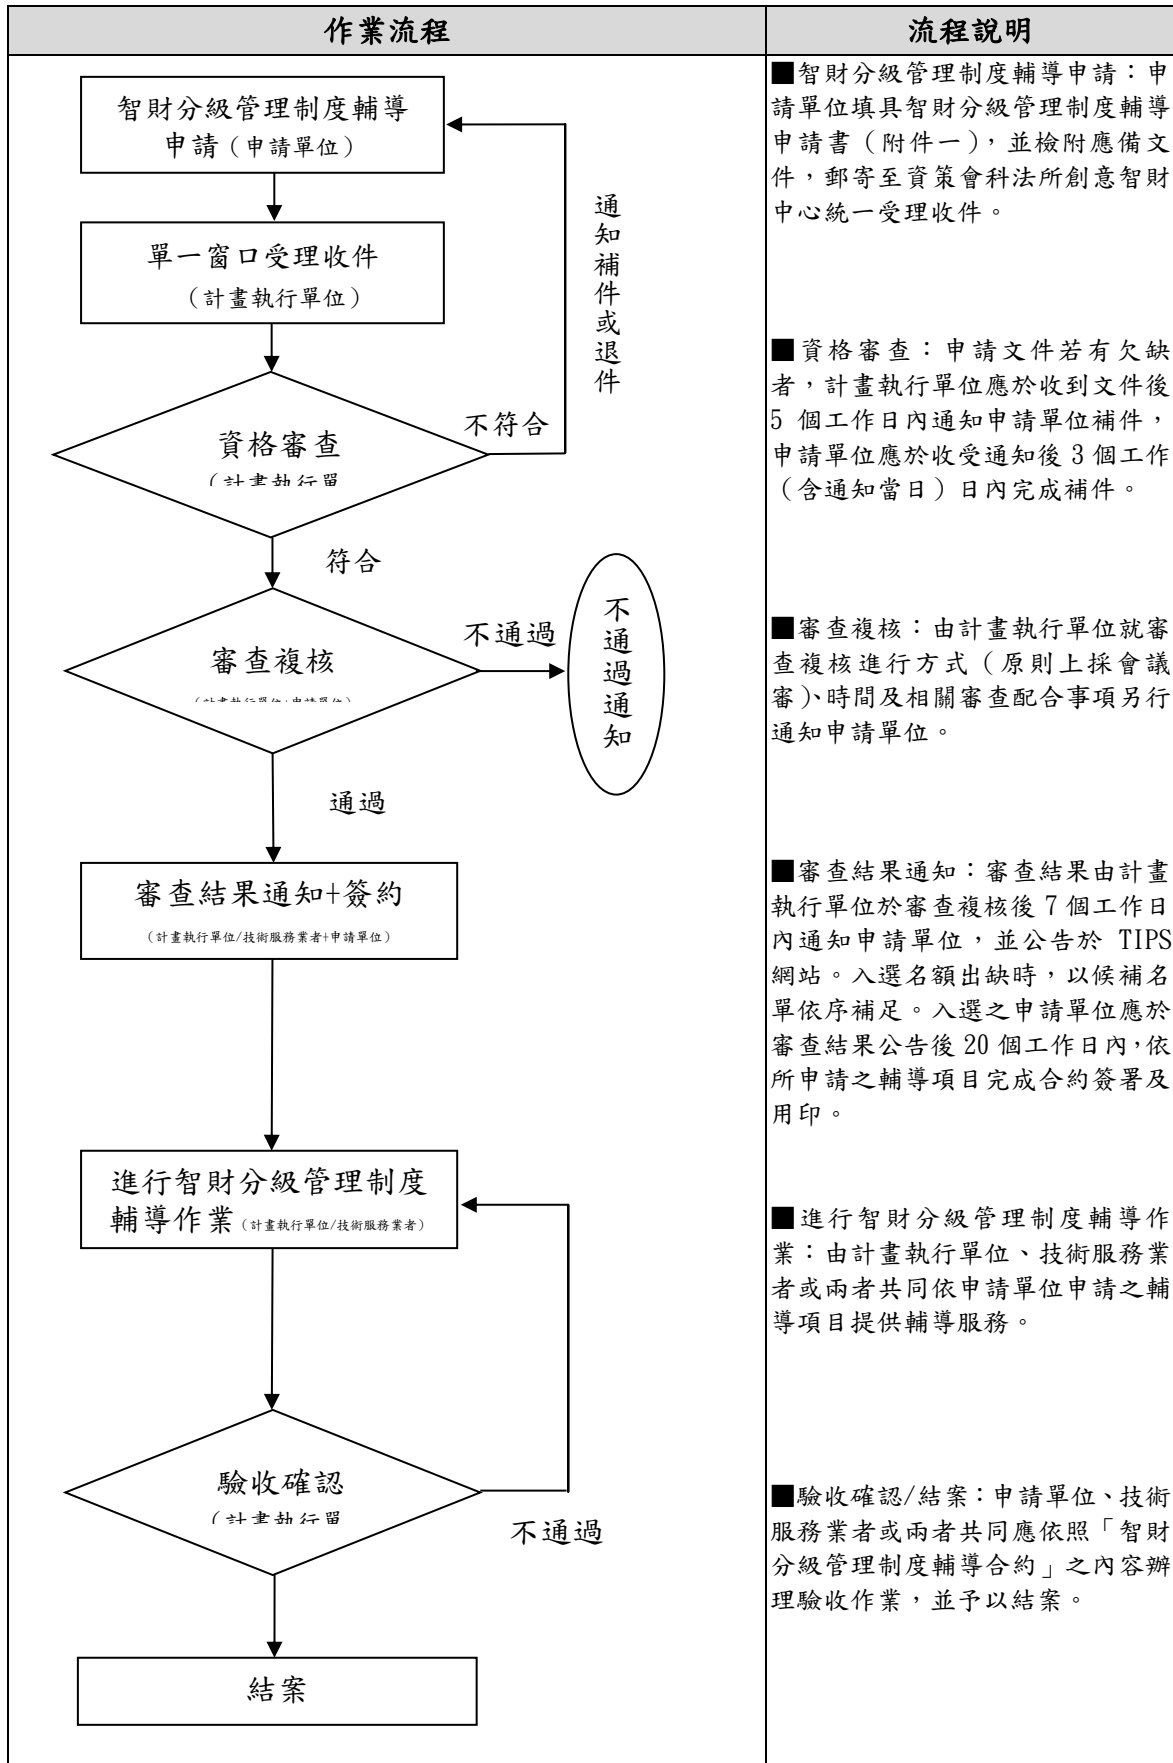 作業流程
流程說明
智財分級管理制度輔導
申請（申請單位）
單一窗口受理收件
（計畫執行單位）
通知補件或退件
資格審查
（計畫執行單
不符合
符合
審查複核
（計畫執行單位+申請單位）
不通過
不通過通知
通過
審查結果通知+簽約
（計畫執行單位/技術服務業者+申請單位）
進行智財分級管理制度
輔導作業（計畫執行單位/技術服務業者）
驗收確認
（計畫執行單
不通過
結案
■智財分級管理制度輔導申請：申
請單位填具智財分級管理制度輔導
申請書（附件一），並檢附應備文
件，郵寄至資策會科法所創意智財
中心統一受理收件。
■資格審查：申請文件若有欠缺
者，計畫執行單位應於收到文件後
5 個工作日內通知申請單位補件，
申請單位應於收受通知後 3 個工作
（含通知當日）日內完成補件。
■審查複核：由計畫執行單位就審
查複核進行方式（原則上採會議
審）、時間及相關審查配合事項另行
通知申請單位。
■審查結果通知：審查結果由計畫
執行單位於審查複核後 7 個工作日
內通知申請單位，並公告於 TIPS
網站。入選名額出缺時，以候補名
單依序補足。入選之申請單位應於
審查結果公告後 20 個工作日內，依
所申請之輔導項目完成合約簽署及
用印。
■進行智財分級管理制度輔導作
業：由計畫執行單位、技術服務業
者或兩者共同依申請單位申請之輔
導項目提供輔導服務。
■驗收確認/結案：申請單位、技術
服務業者或兩者共同應依照「智財
分級管理制度輔導合約」之內容辦
理驗收作業，並予以結案。